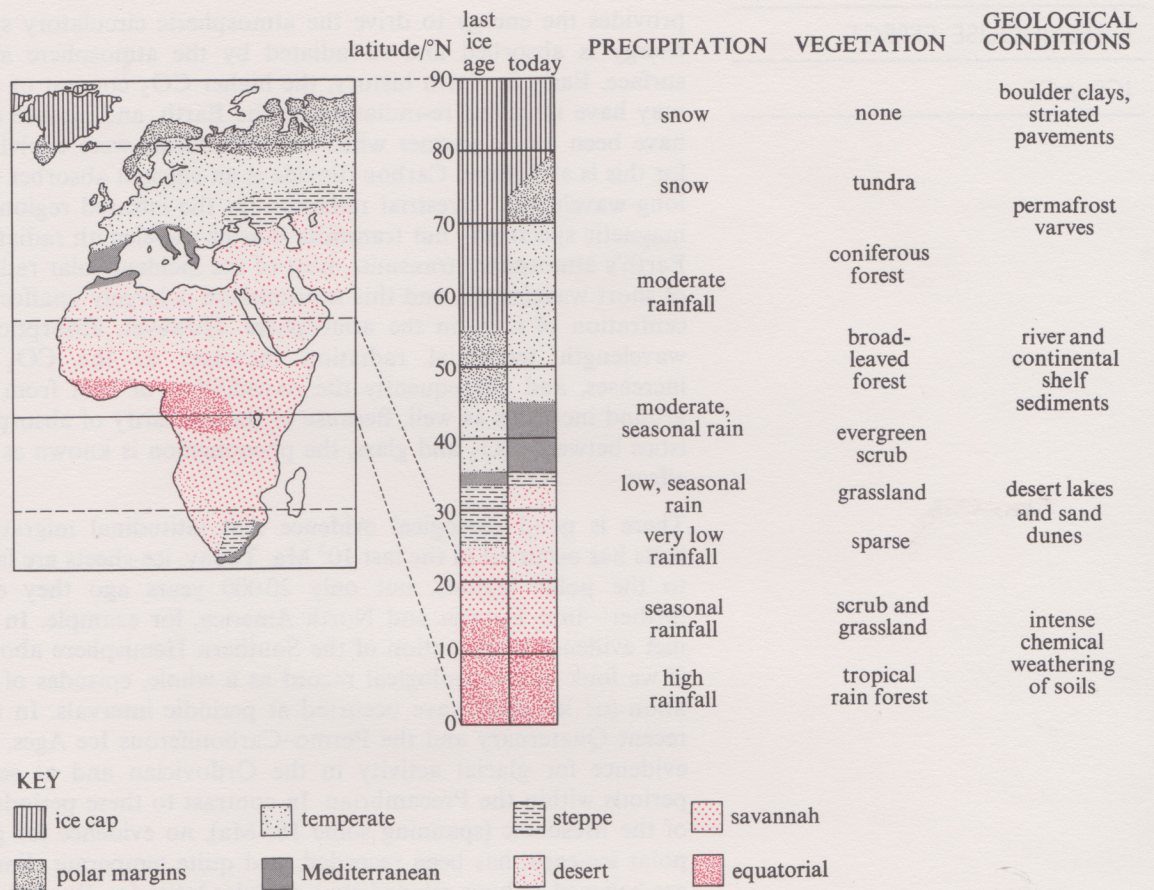 last
ice
age
today
latitude/°N
PRECIPITATION
VEGETATION
GEOLOGICAL
CONDITIONS
90
80
70
60
50
40
30
20
10
0
snow
none
boulder clays,
striated
pavements
snow
tundra
permafrost
varves
moderate
rainfall
coniferous
forest
broad-
leaved
forest
river and
continental
shelf
sediments
moderate,
seasonal rain
evergreen
scrub
low, seasonal
rain
grassland
desert lakes
and sand
dunes
very low
rainfall
sparse
seasonal
rainfall
scrub and
grassland
intense
chemical
weathering
of soils
high
rainfall
tropical
rain forest
KEY
ice cap
temperate
steppe
savannah
polar margins
Mediterranean
desert
equatorial